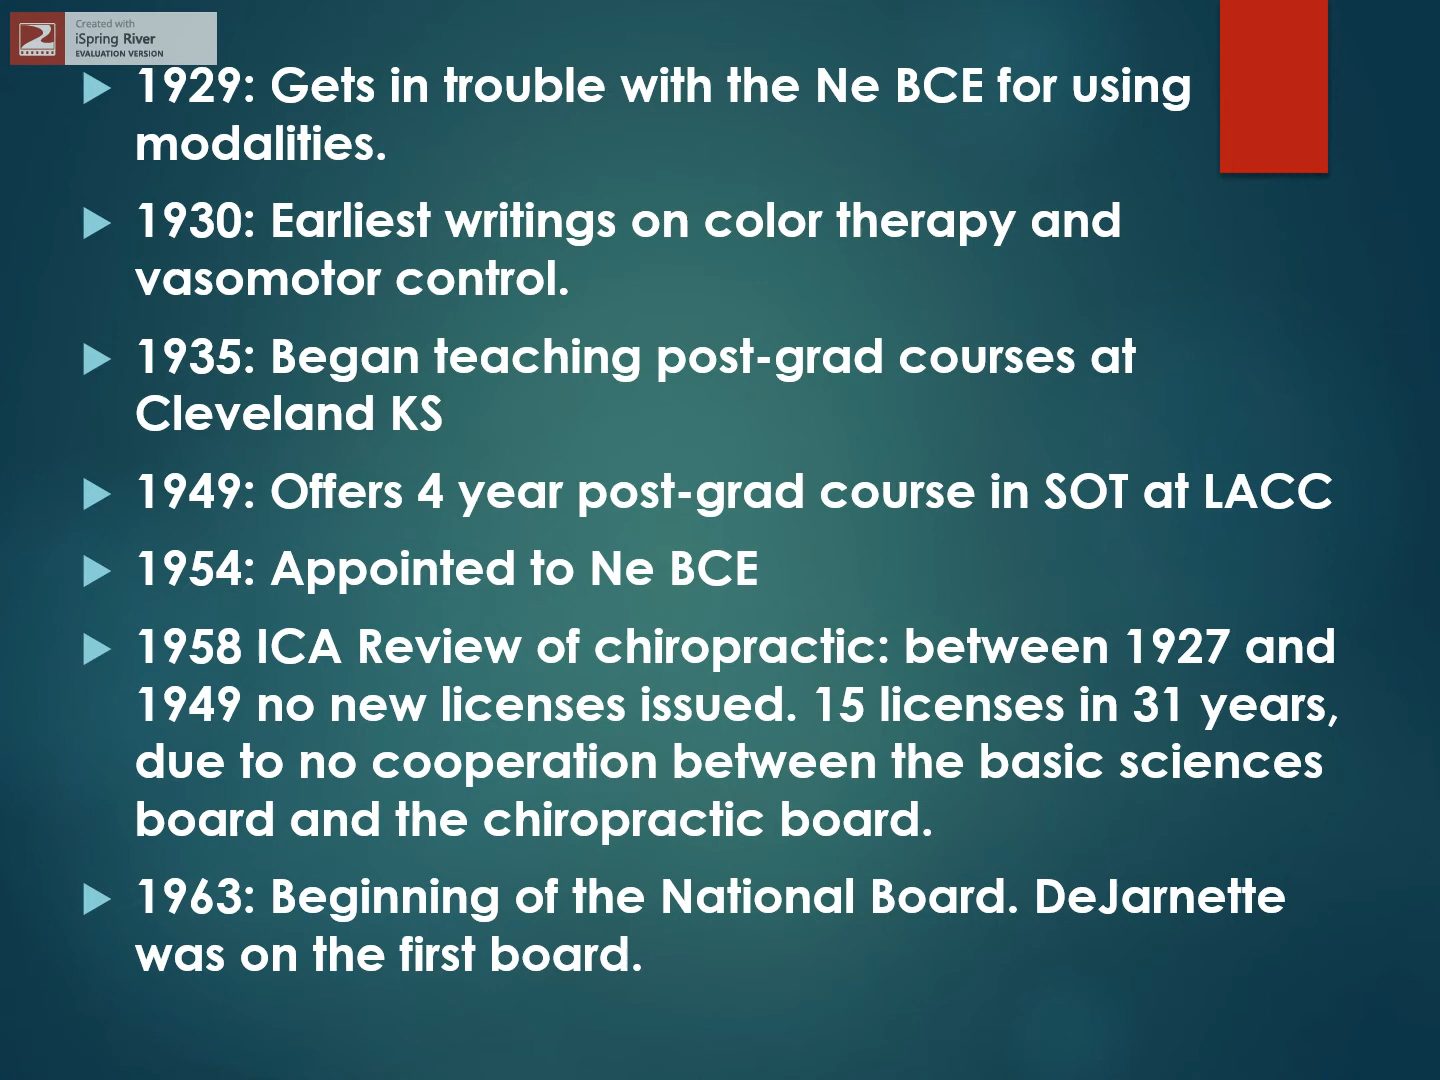 Created with
iSpring River
EVALUATION VERSION
1929: Gets in trouble with the Ne BCE for using
modalities.
1930: Earliest writings on color therapy and
vasomotor control.
1935: Began teaching post-grad courses at
Cleveland KS
1949: Offers 4 year post-grad course in SOT at LACC
1954: Appointed to Ne BCE
1958 ICA Review of chiropractic: between 1927 and
1949 no new licenses issued. 15 licenses in 31 years,
due to no cooperation between the basic sciences
board and the chiropractic board.
1963: Beginning of the National Board. DeJarnette
was on the first board.